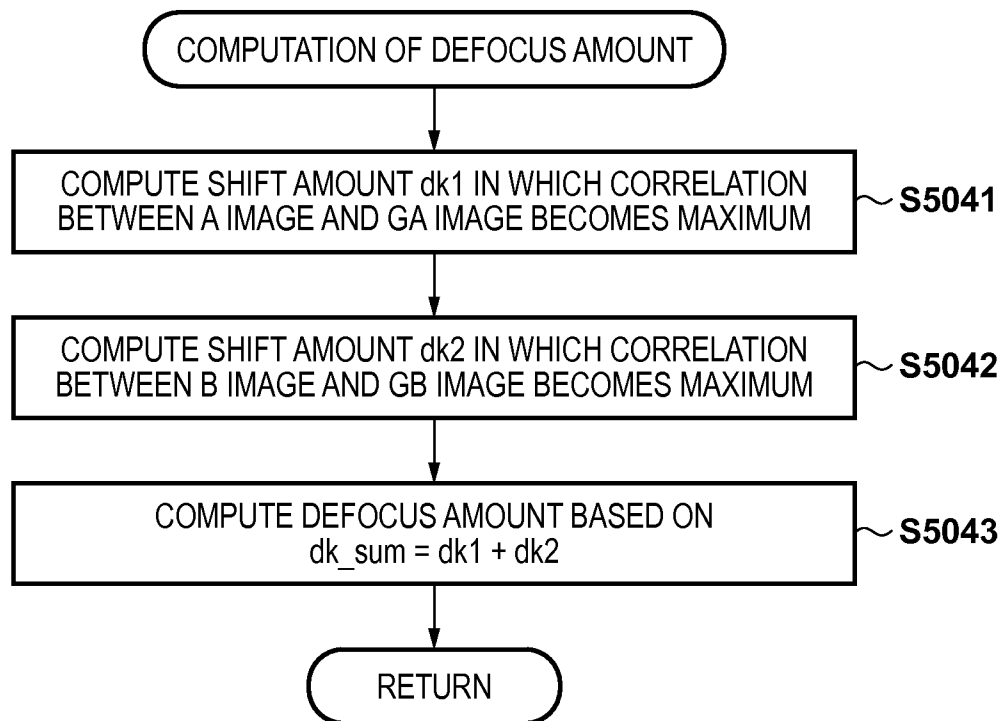 COMPUTATION OF DEFOCUS AMOUNT
COMPUTE SHIFT AMOUNT dk1 IN WHICH CORRELATION
BETWEEN A IMAGE AND GA IMAGE BECOMES MAXIMUM
S5041
COMPUTE SHIFT AMOUNT dk2 IN WHICH CORRELATION
BETWEEN B IMAGE AND GB IMAGE BECOMES MAXIMUM
S5042
COMPUTE DEFOCUS AMOUNT BASED ON
dk_sum = dk1 + dk2
S5043
RETURN